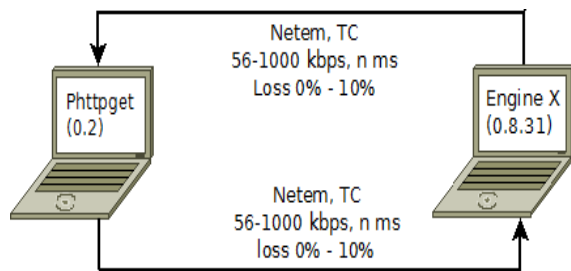 Netem, TC
56-1000 kbps, n ms
Loss 0% - 10%
Phttpget
(0.2)
Engine X
(0.8.31)
Netem, TC
56-1000 kbps, n ms
loss 0% - 10%